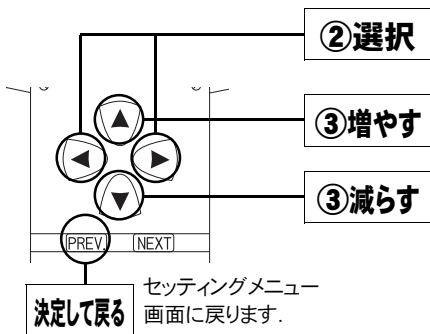 ②選択
③増やす
③減らす
PREV. NEXT
決定して戻る
セッティングメニュー
画面に戻ります.